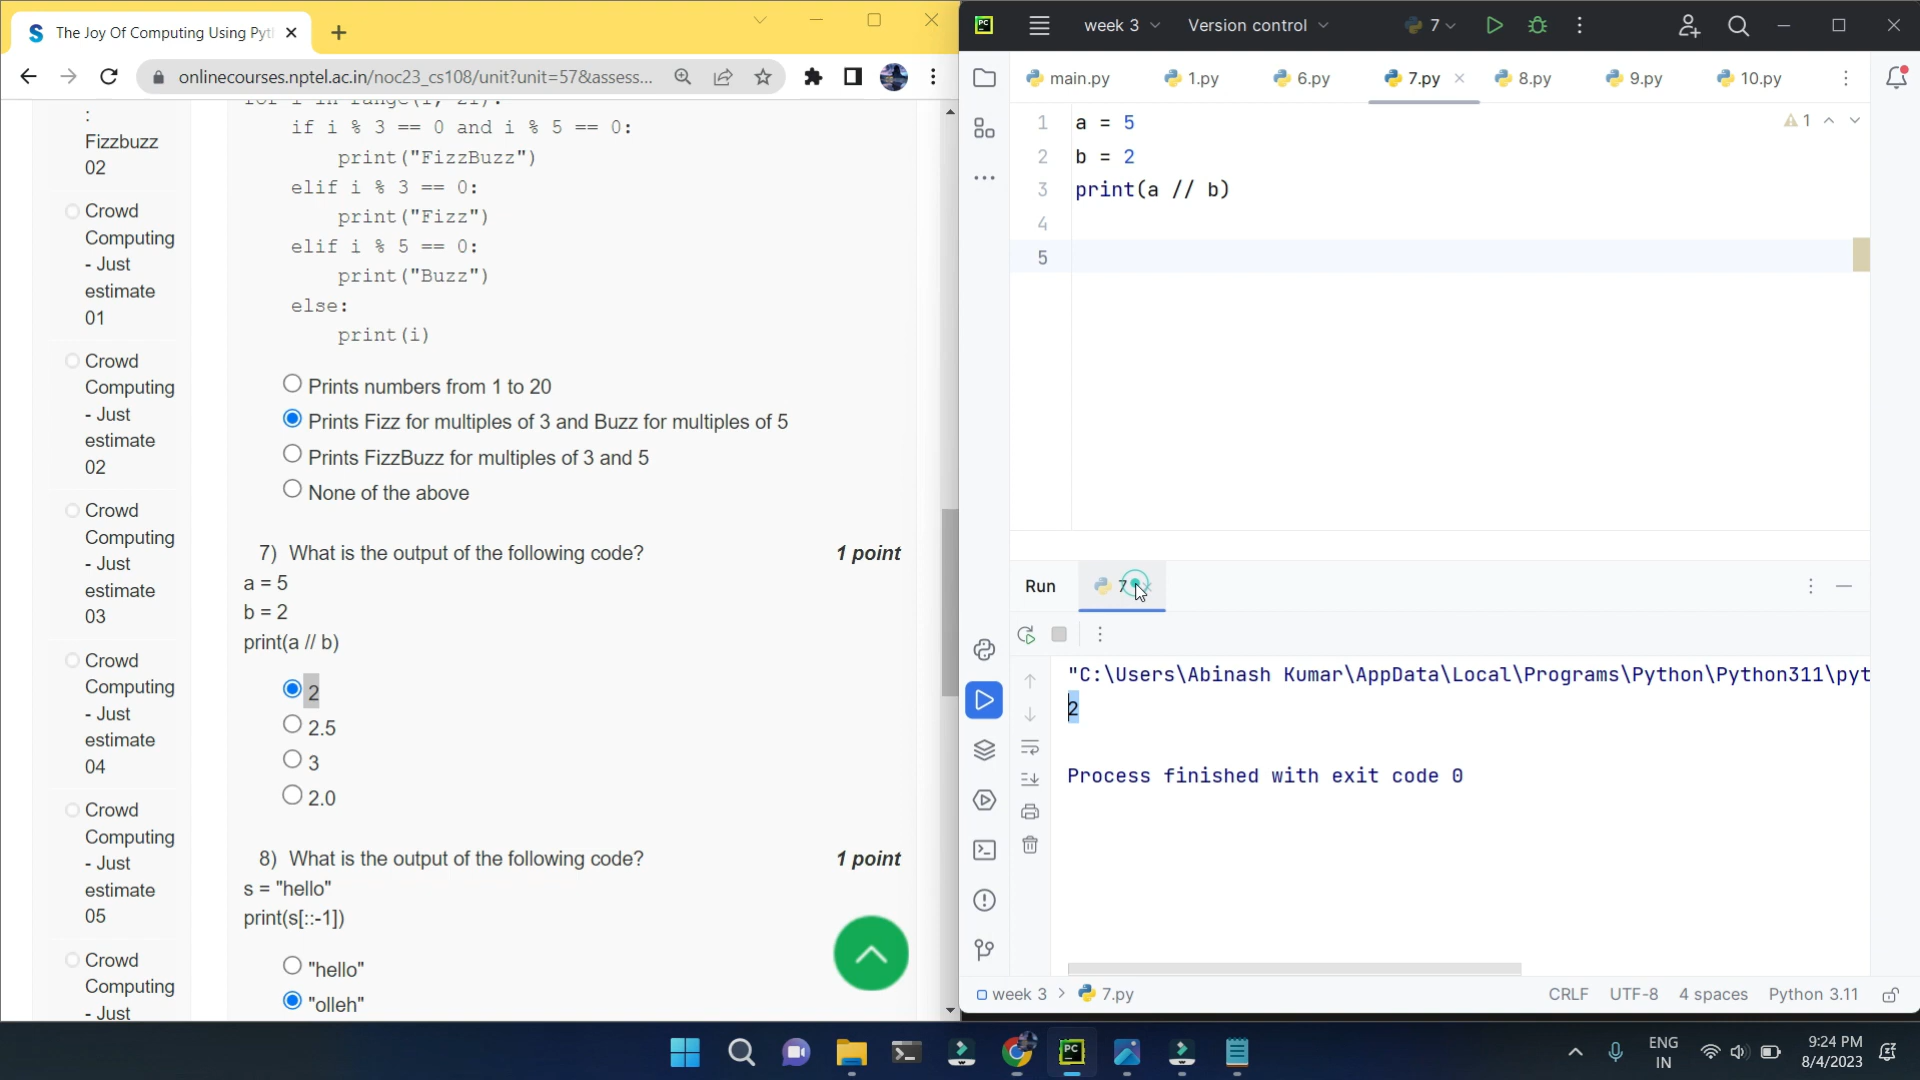 The Joy Of Computing Using Pyt
onlinecourses.nptel.ac.in/noc23_cs108/unit?unit=57&assess...
:
Fizzbuzz
02
Crowd
Computing
- Just
estimate
01
Crowd
Computing
- Just
estimate
02
Crowd
Computing
- Just
estimate
03
Crowd
Computing
- Just
estimate
04
Crowd
Computing
- Just
estimate
05
Crowd
Computing
- Just
for i in range(1, 21):
if i % 3 == 0 and i % 5 == 0:
print("FizzBuzz")
elif i % 3 == 0:
print("Fizz")
elif i % 5 == 0:
print("Buzz")
else:
print(i)
Prints numbers from 1 to 20
Prints Fizz for multiples of 3 and Buzz for multiples of 5
Prints FizzBuzz for multiples of 3 and 5
None of the above
7) What is the output of the following code? 1 point
a = 5
b = 2
print(a // b)
2
2.5
3
2.0
8) What is the output of the following code? 1 point
s = "hello"
print(s[::-1])
"hello"
"olleh"
PC week 3 Version control 7
main.py 1.py 6.py 7.py 8.py 9.py 10.py
1 a = 5
2 b = 2
3 print(a // b)
4
5
1
Run 7
"C:\Users\Abinash Kumar\AppData\Local\Programs\Python\Python311\pyt
2
Process finished with exit code 0
week 3 > 7.py CRLF UTF-8 4 spaces Python 3.11
PC
ENG
IN
9:24 PM
8/4/2023